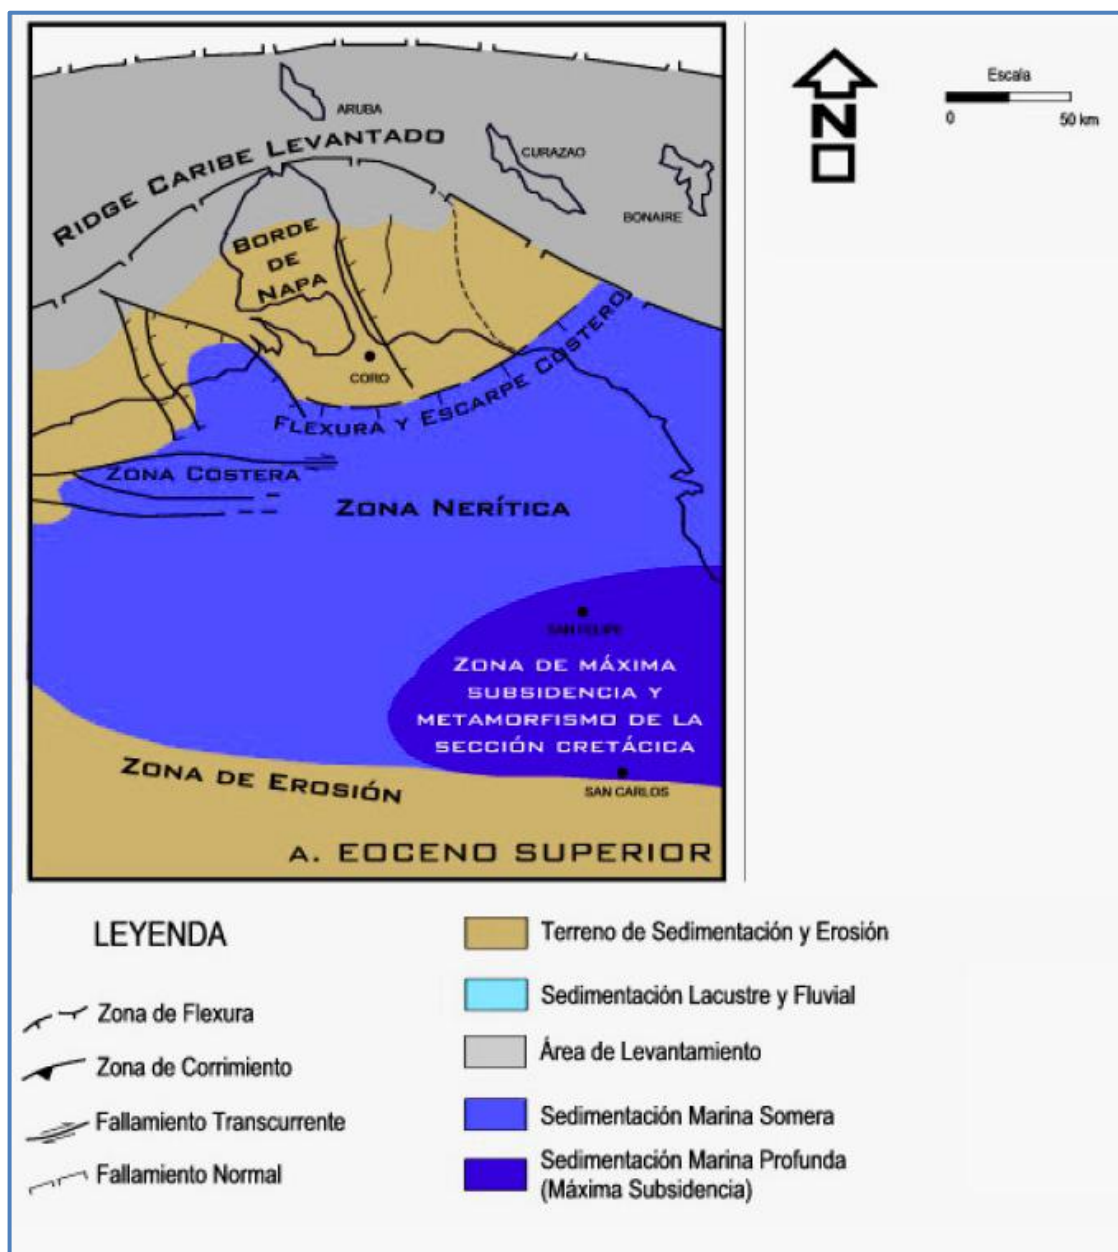 ARUBA
RIDGE CARIBE LEVANTADO
CURAZAO
BONAIRE
BORDE
DE
NAPA
CORO
FLEXURA Y ESCARPE COSTERO
ZONA COSTERA
ZONA NERÍTICA
SAN FELIPE
ZONA DE MÁXIMA
SUBSIDENCIA Y
METAMORFISMO DE LA
SECCIÓN CRETÁCICA
ZONA DE EROSIÓN
SAN CARLOS
A. EOCENO SUPERIOR
N
Escala
0 50 km
LEYENDA
Zona de Flexura
Zona de Corrimiento
Fallamiento Transcurrente
Fallamiento Normal
Terreno de Sedimentación y Erosión
Sedimentación Lacustre y Fluvial
Área de Levantamiento
Sedimentación Marina Somera
Sedimentación Marina Profunda
(Máxima Subsidencia)